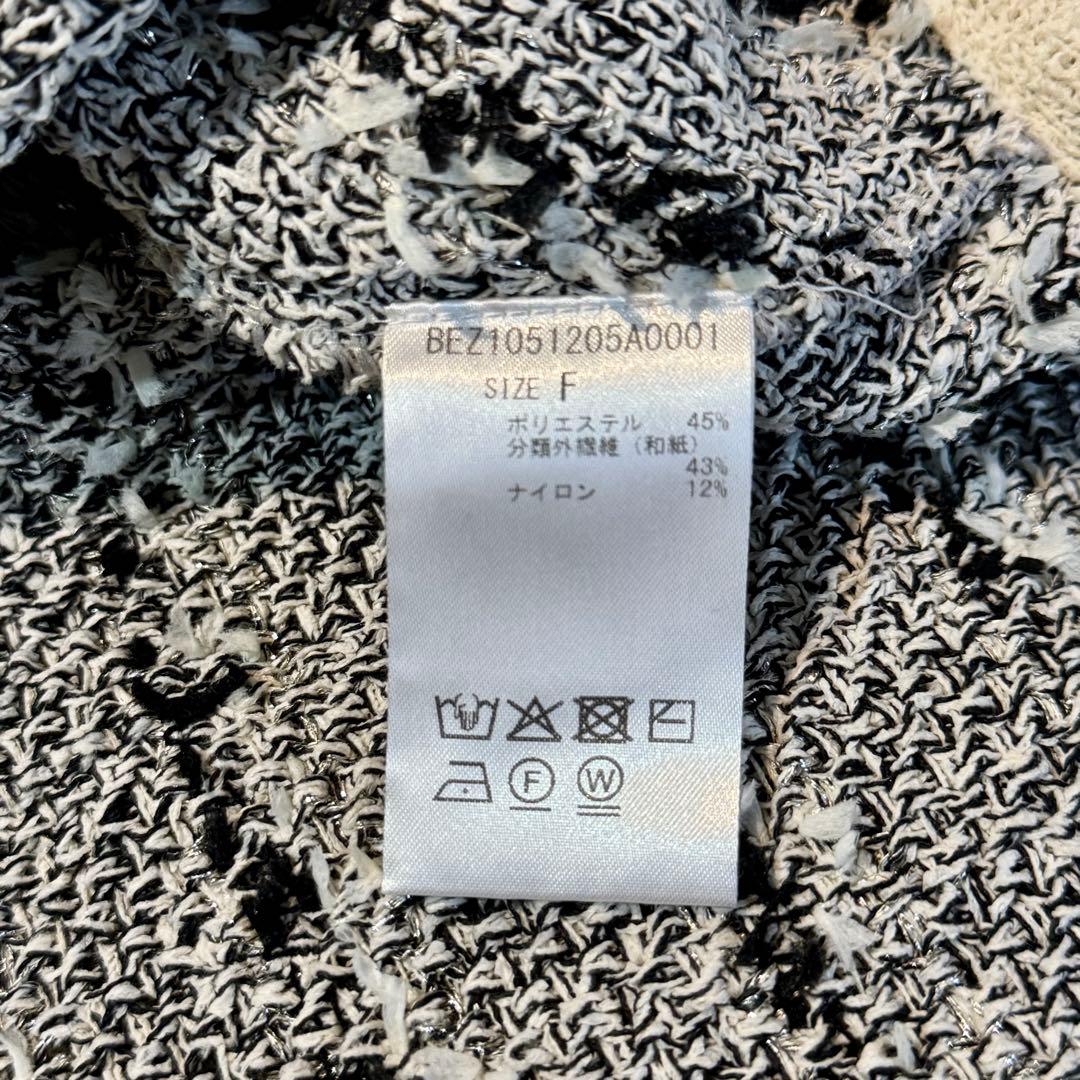 BEZ1051205A0001
SIZE F
ポリエステル 45%
分類外繊維（和紙）
43%
ナイロン 12%
F W